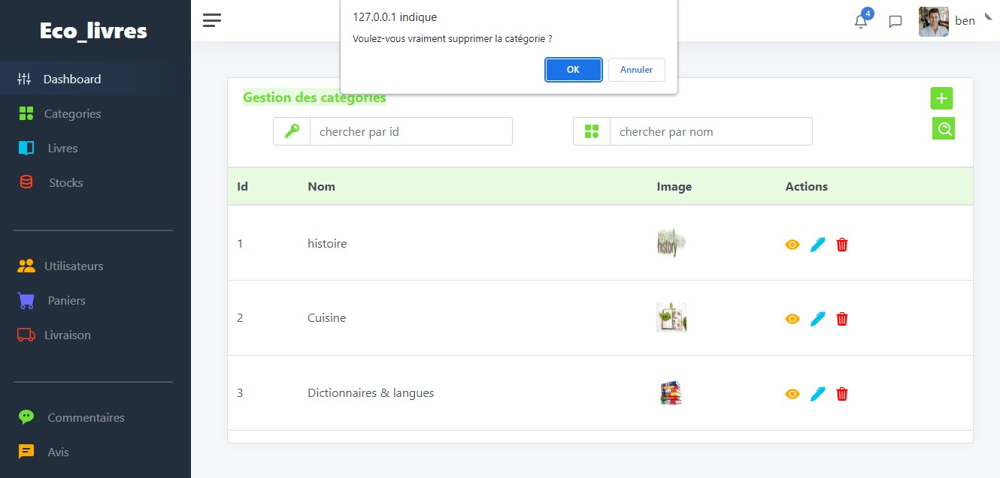 127.0.0.1 indique
Voulez-vous vraiment supprimer la catégorie ?
OK
Annuler
Eco_livres
4
ben
Dashboard
Categories
Livres
Stocks
Utilisateurs
Paniers
Livraison
Commentaires
Avis
Gestion des catégories
chercher par id
chercher par nom
Id Nom Image Actions
1 histoire
history
2 Cuisine
3 Dictionnaires & langues